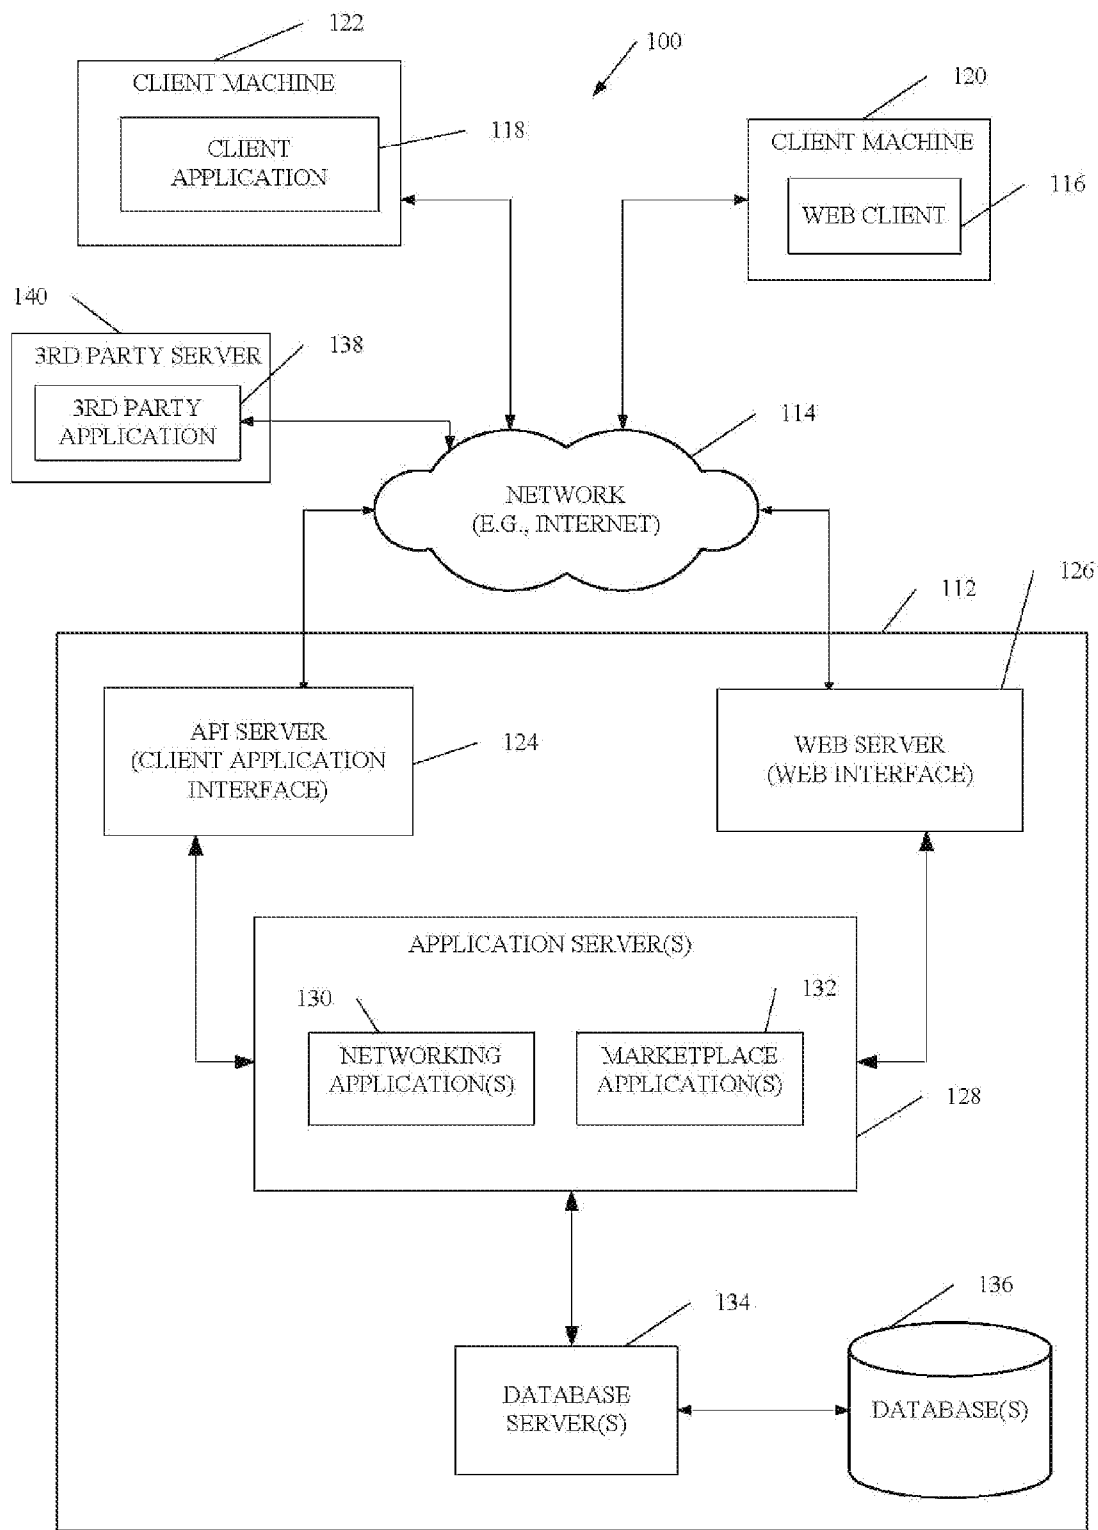 122
100
CLIENT MACHINE
120
118
CLIENT
APPLICATION
CLIENT MACHINE
116
WEB CLIENT
140
3RD PARTY SERVER
138
3RD PARTY
APPLICATION
114
NETWORK
(E.G., INTERNET)
126
112
API SERVER
(CLIENT APPLICATION
INTERFACE)
124
WEB SERVER
(WEB INTERFACE)
APPLICATION SERVER(S)
130
132
NETWORKING
APPLICATION(S)
MARKETPLACE
APPLICATION(S)
128
134
136
DATABASE
SERVER(S)
DATABASE(S)